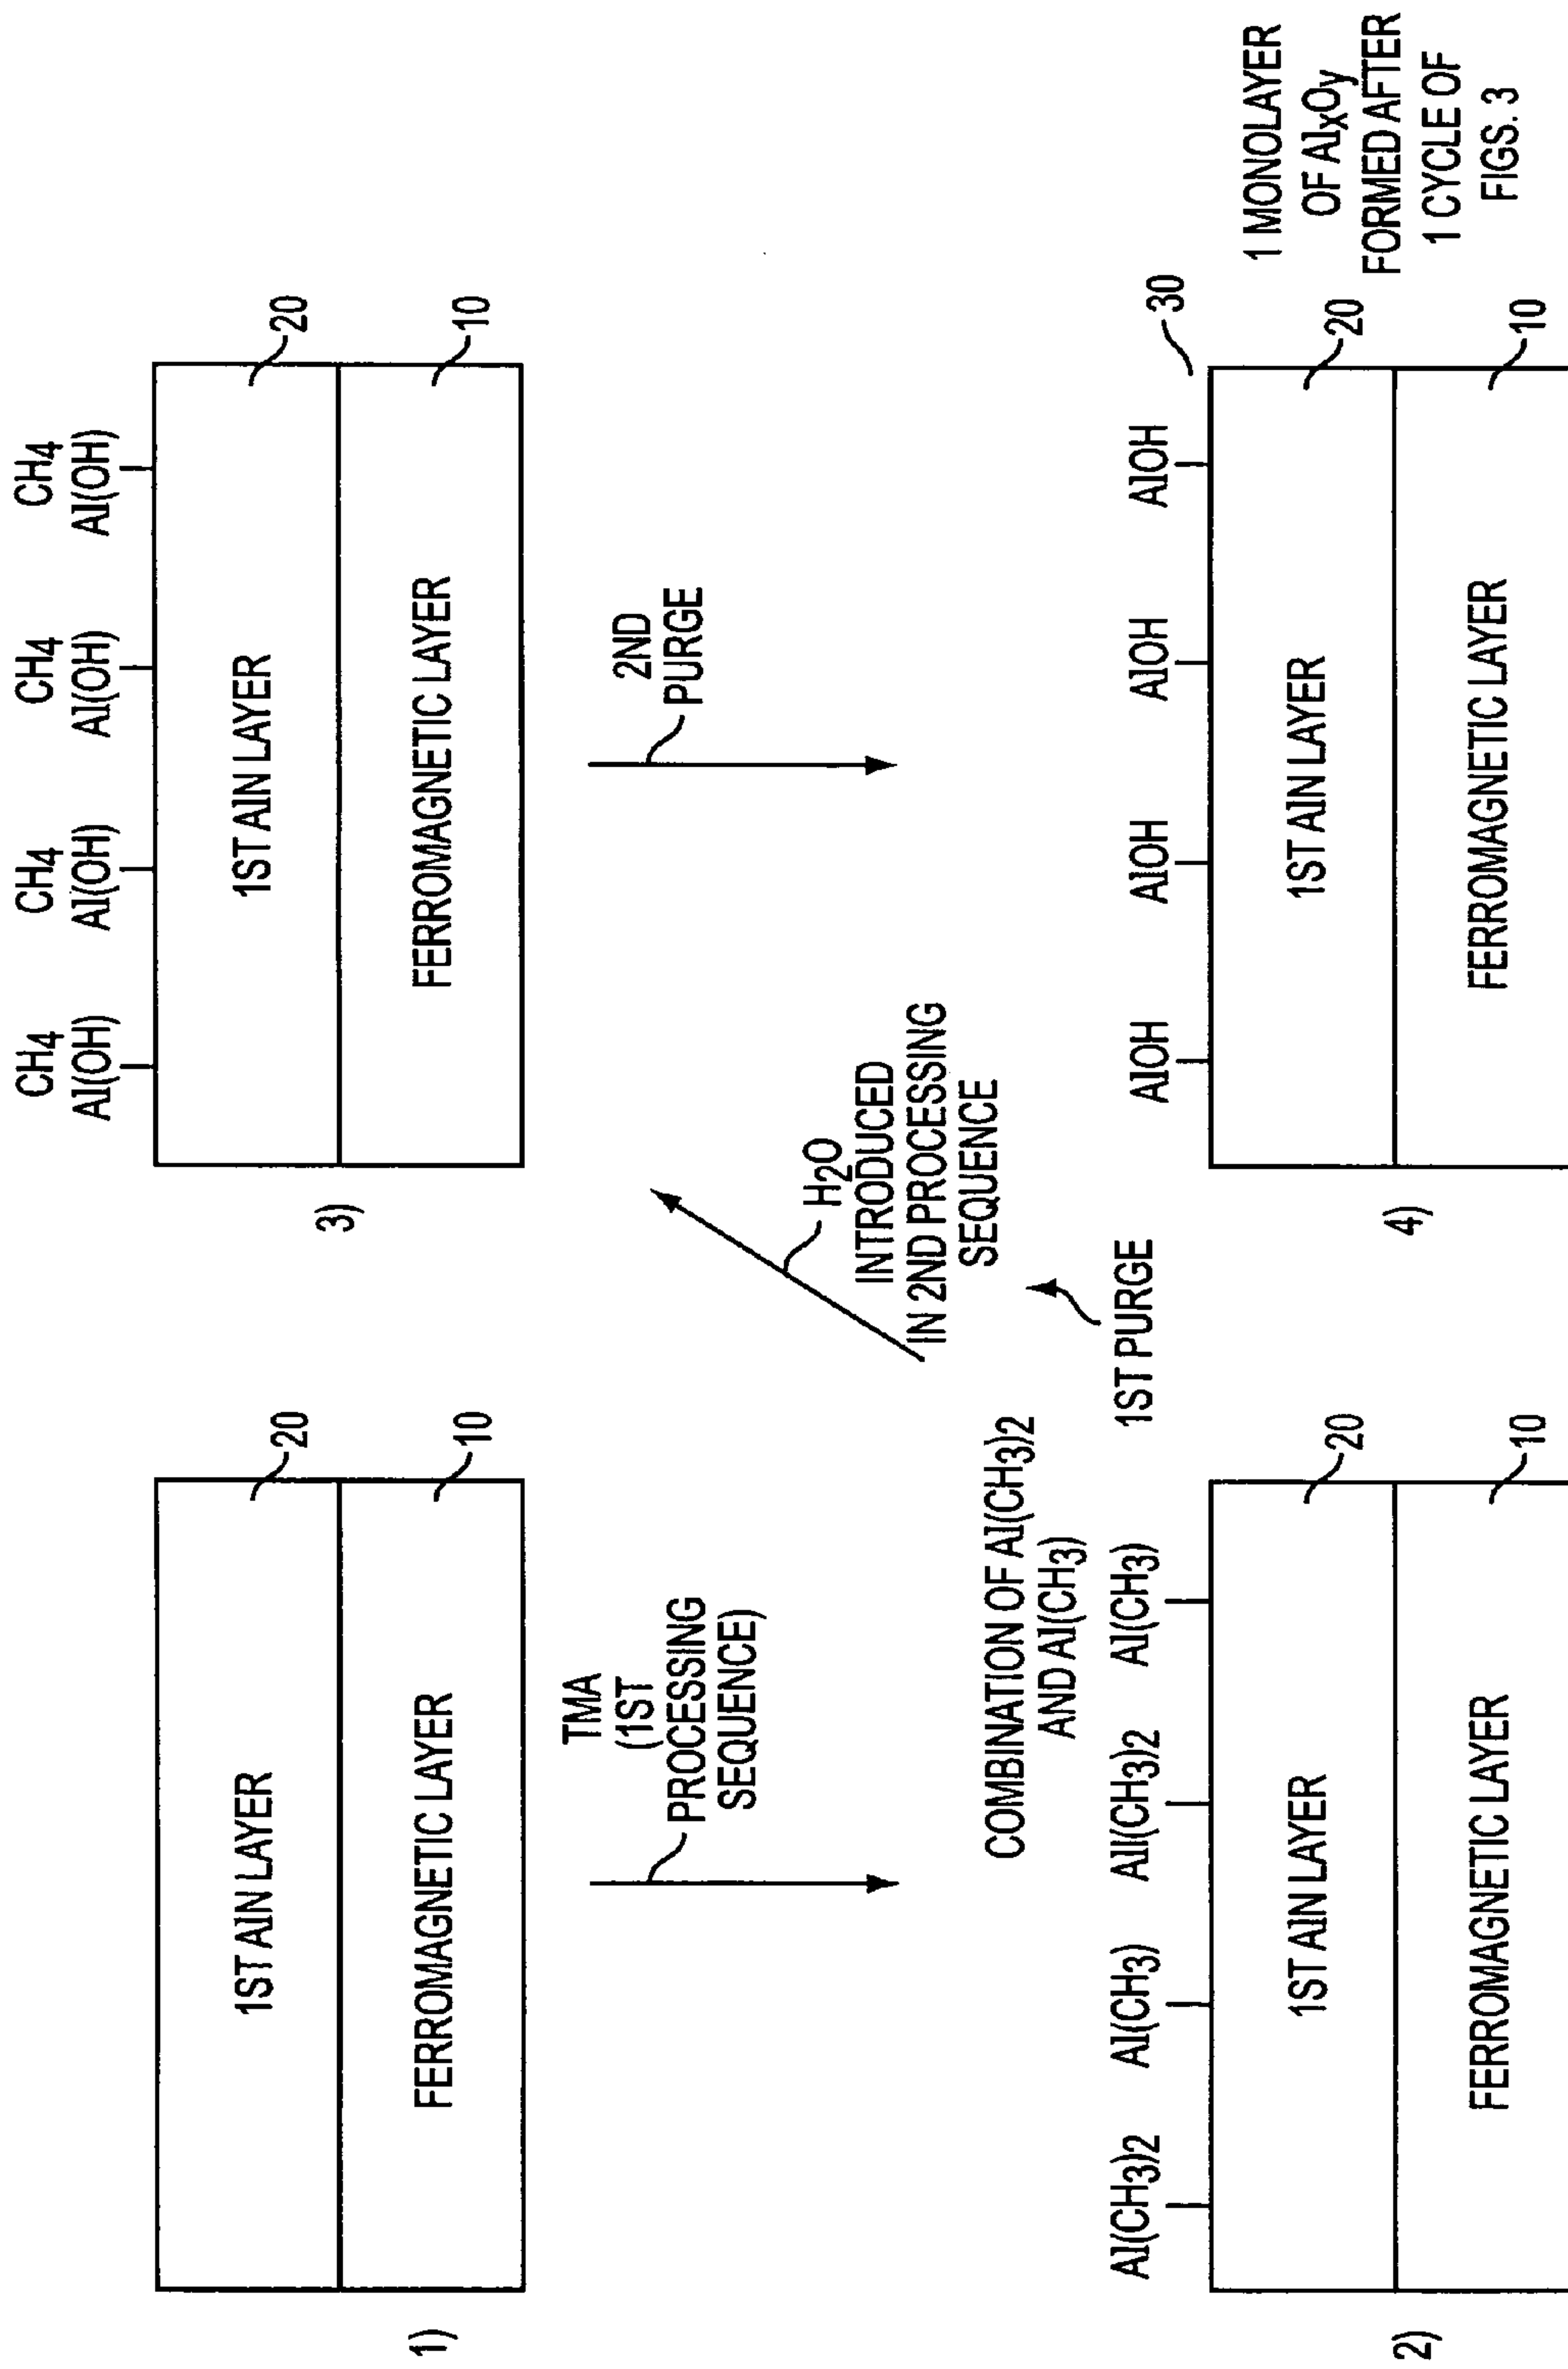 1)
1ST AlN LAYER
20
FERROMAGNETIC LAYER
10
TMA
(1ST
PROCESSING
SEQUENCE)
2)
COMBINATION OF Al(CH3)2
AND Al(CH3)
Al(CH3)2
Al(CH3)
All(CH3)2
Al(CH3)
1ST AlN LAYER
20
FERROMAGNETIC LAYER
10
1ST PURGE
H2O
INTRODUCED
IN 2ND PROCESSING
SEQUENCE
3)
CH4 CH4 CH4 CH4
Al(OH) Al(OH) Al(OH) Al(OH)
1ST AlN LAYER
20
FERROMAGNETIC LAYER
10
2ND
PURGE
4)
AlOH AlOH AlOH AlOH
30
1ST AlN LAYER
20
FERROMAGNETIC LAYER
10
1 MONOLAYER
OF AlxOy
FORMED AFTER
1 CYCLE OF
FIGS. 3